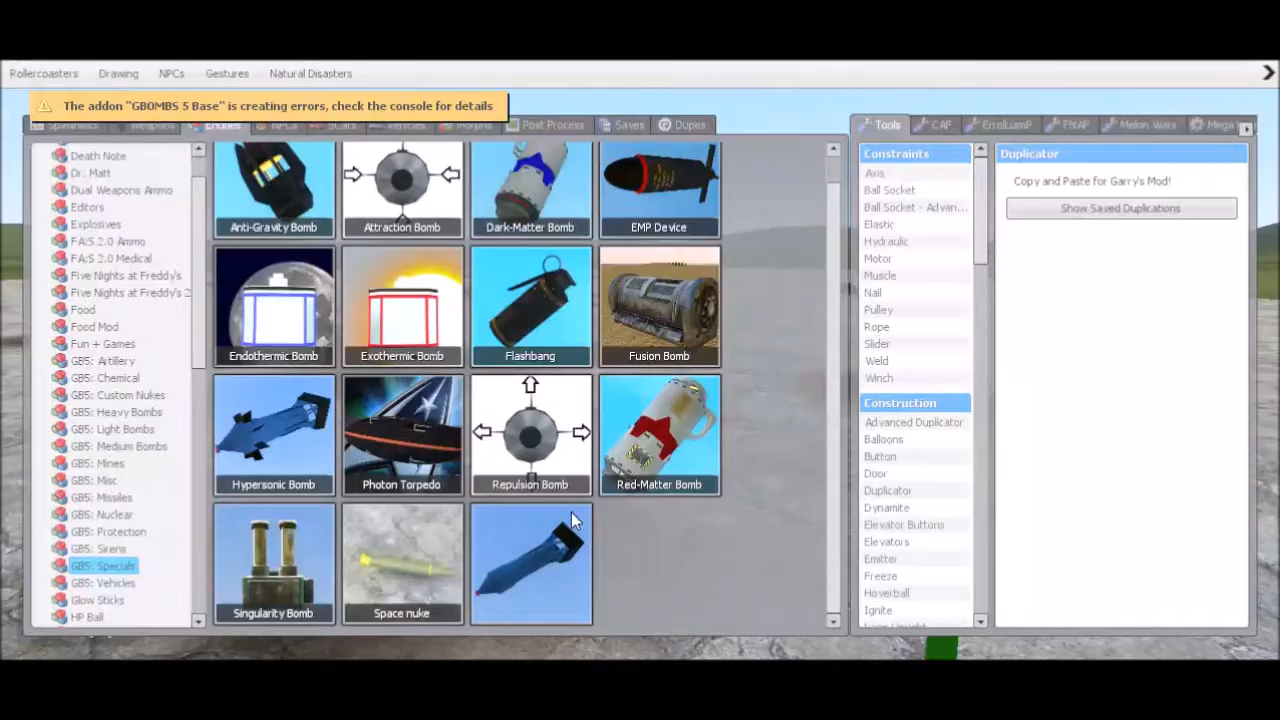 Rollercoasters Drawing NPCs Gestures Natural Disasters
The addon "GBOMBS 5 Base" is creating errors, check the console for details
Post Process Saves Dupes
Tools CAF FNAF Melon Wars Mega
Death Note
Dr. Matt
Dual Weapons Ammo
Editors
Explosives
FA:S 2.0 Ammo
FA:S 2.0 Medical
Five Nights at Freddy's
Five Nights at Freddy's 2
Food
Food Mod
Fun + Games
GB5: Artillery
GB5: Chemical
GB5: Custom Nukes
GB5: Heavy Bombs
GB5: Light Bombs
GB5: Medium Bombs
GB5: Mines
GB5: Misc
GB5: Missiles
GB5: Nuclear
GB5: Protection
GB5: Sirens
GB5: Specials
GB5: Vehicles
Glow Sticks
HP Ball
Anti-Gravity Bomb Attraction Bomb Dark-Matter Bomb EMP Device
Endothermic Bomb Exothermic Bomb Flashbang Fusion Bomb
Hypersonic Bomb Photon Torpedo Repulsion Bomb Red-Matter Bomb
Singularity Bomb Space nuke
Constraints
Axis
Ball Socket
Ball Socket - Advan...
Elastic
Hydraulic
Motor
Muscle
Nail
Pulley
Rope
Slider
Weld
Winch
Construction
Advanced Duplicator
Balloons
Button
Door
Duplicator
Dynamite
Elevator Buttons
Elevators
Emitter
Freeze
Hoverball
Ignite
Duplicator
Copy and Paste for Garry's Mod!
Show Saved Duplications